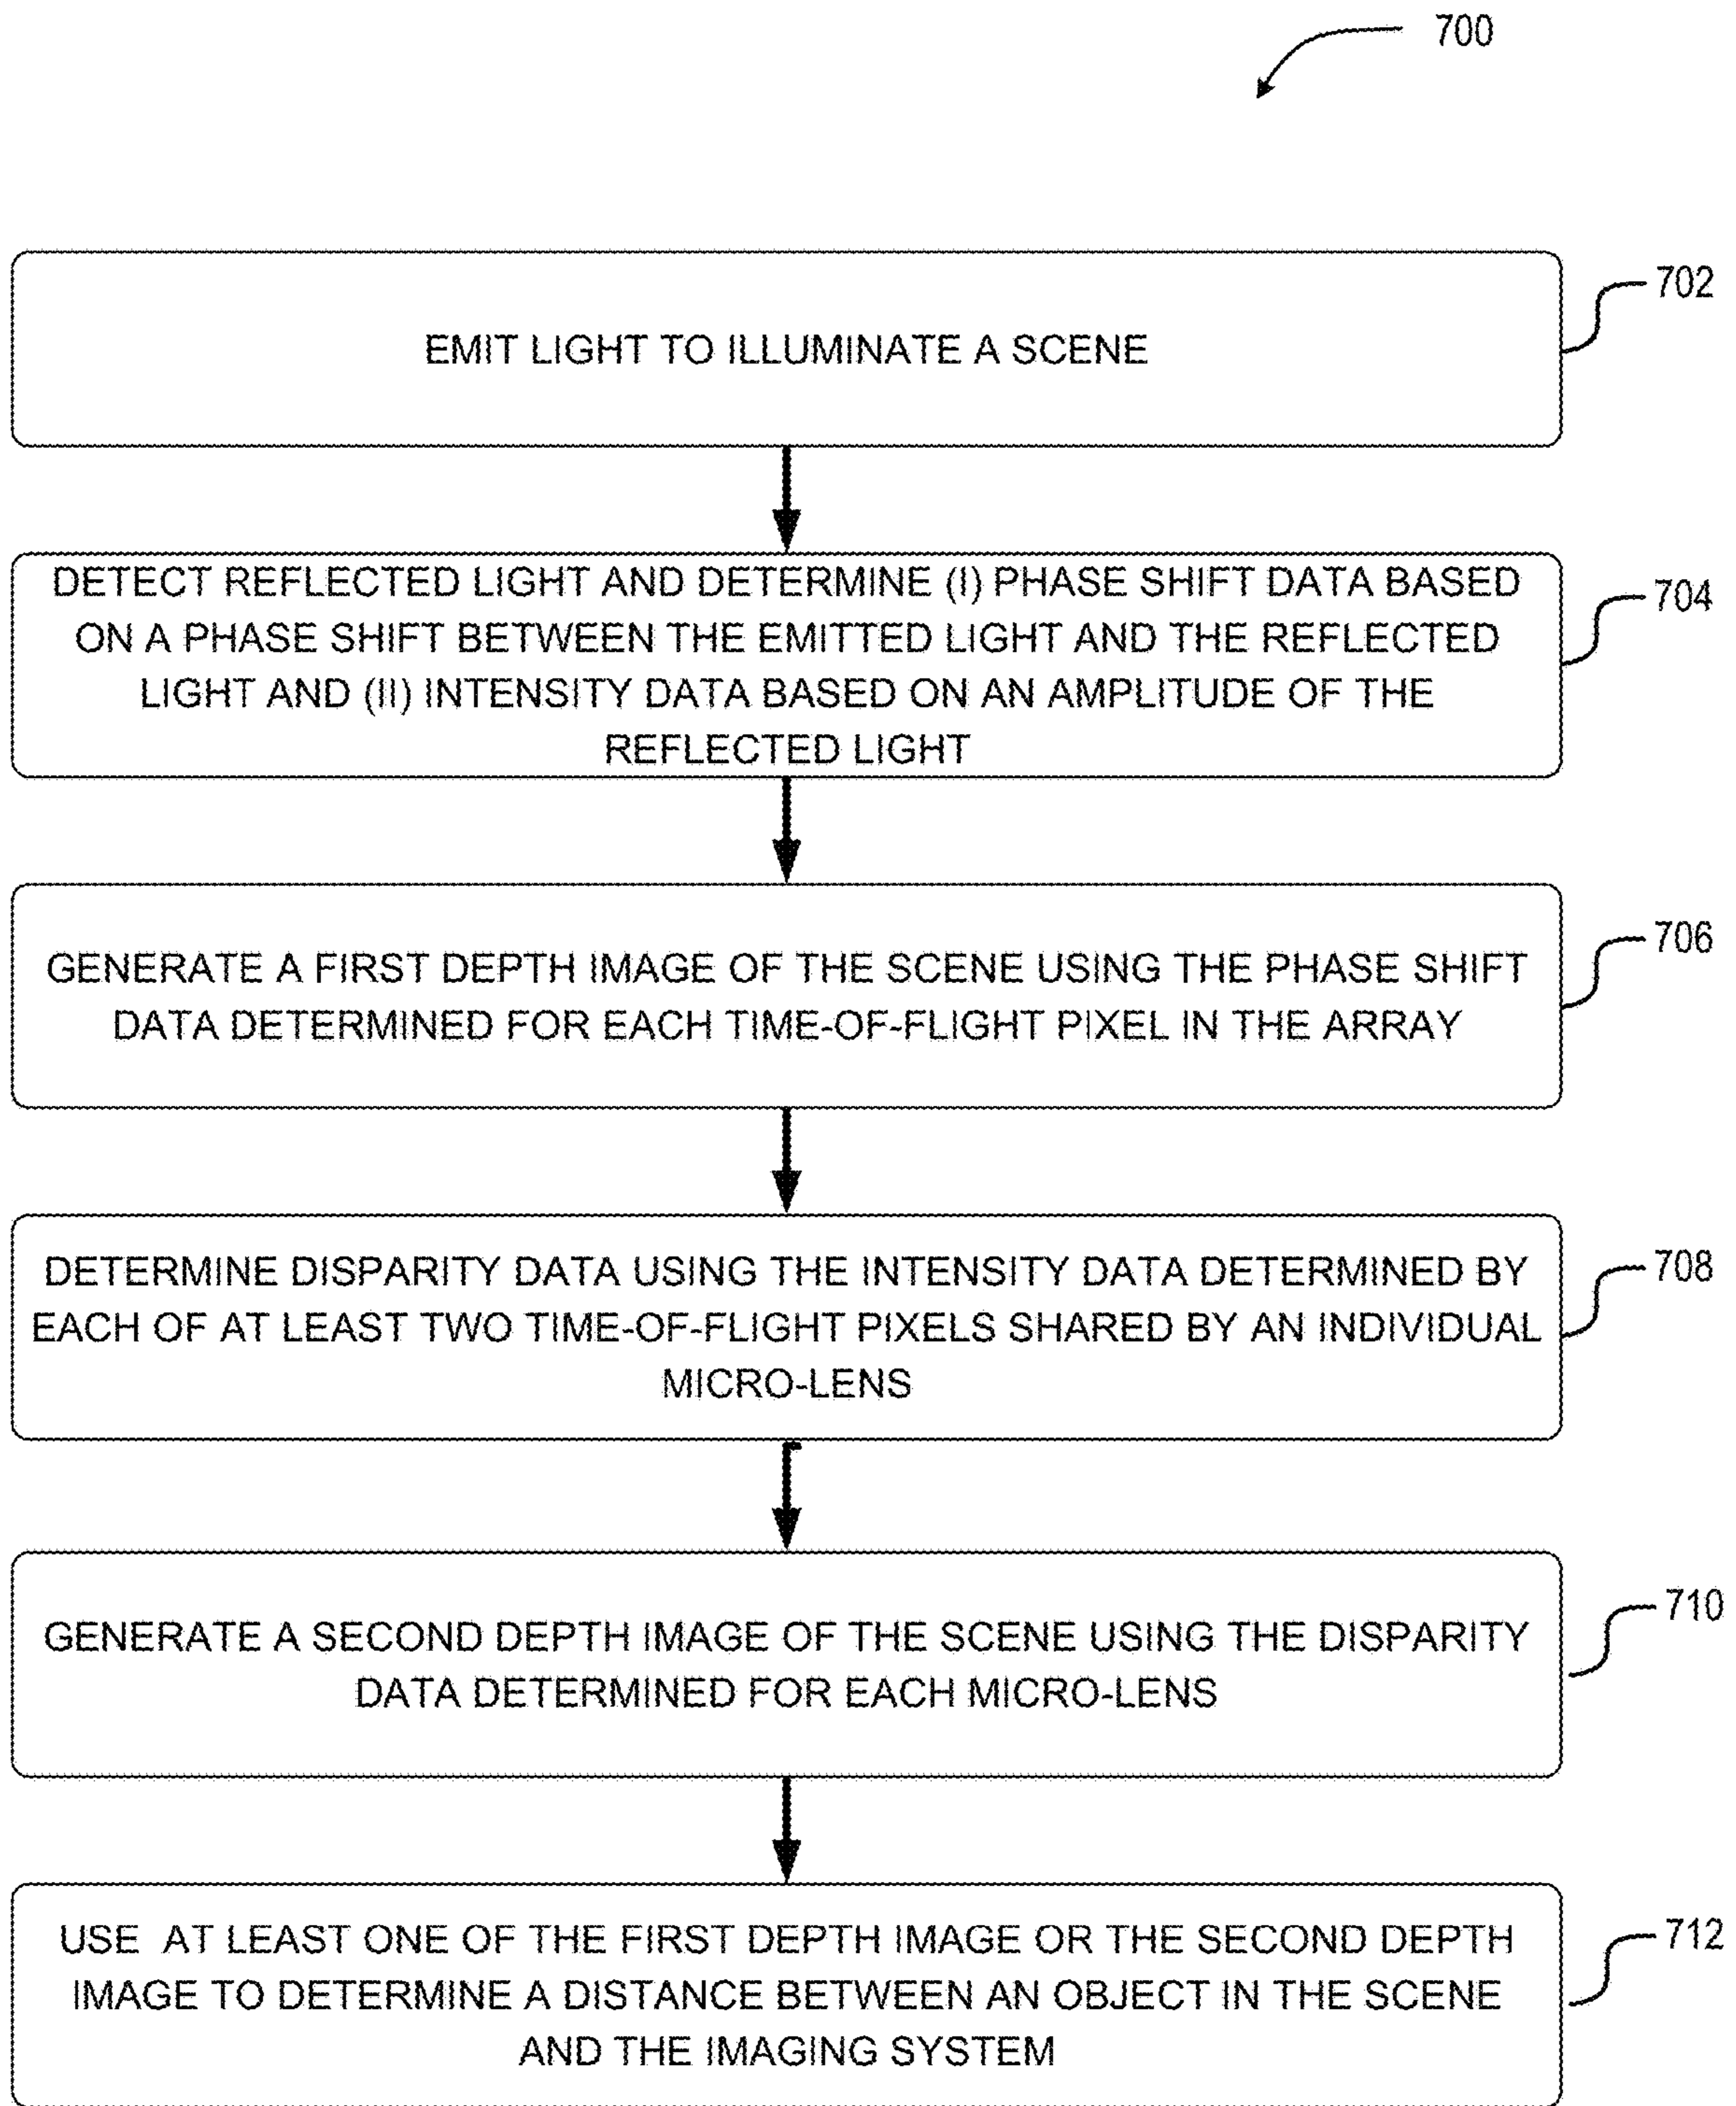 700
702
EMIT LIGHT TO ILLUMINATE A SCENE
704
DETECT REFLECTED LIGHT AND DETERMINE (I) PHASE SHIFT DATA BASED
ON A PHASE SHIFT BETWEEN THE EMITTED LIGHT AND THE REFLECTED
LIGHT AND (II) INTENSITY DATA BASED ON AN AMPLITUDE OF THE
REFLECTED LIGHT
706
GENERATE A FIRST DEPTH IMAGE OF THE SCENE USING THE PHASE SHIFT
DATA DETERMINED FOR EACH TIME-OF-FLIGHT PIXEL IN THE ARRAY
708
DETERMINE DISPARITY DATA USING THE INTENSITY DATA DETERMINED BY
EACH OF AT LEAST TWO TIME-OF-FLIGHT PIXELS SHARED BY AN INDIVIDUAL
MICRO-LENS
710
GENERATE A SECOND DEPTH IMAGE OF THE SCENE USING THE DISPARITY
DATA DETERMINED FOR EACH MICRO-LENS
712
USE AT LEAST ONE OF THE FIRST DEPTH IMAGE OR THE SECOND DEPTH
IMAGE TO DETERMINE A DISTANCE BETWEEN AN OBJECT IN THE SCENE
AND THE IMAGING SYSTEM